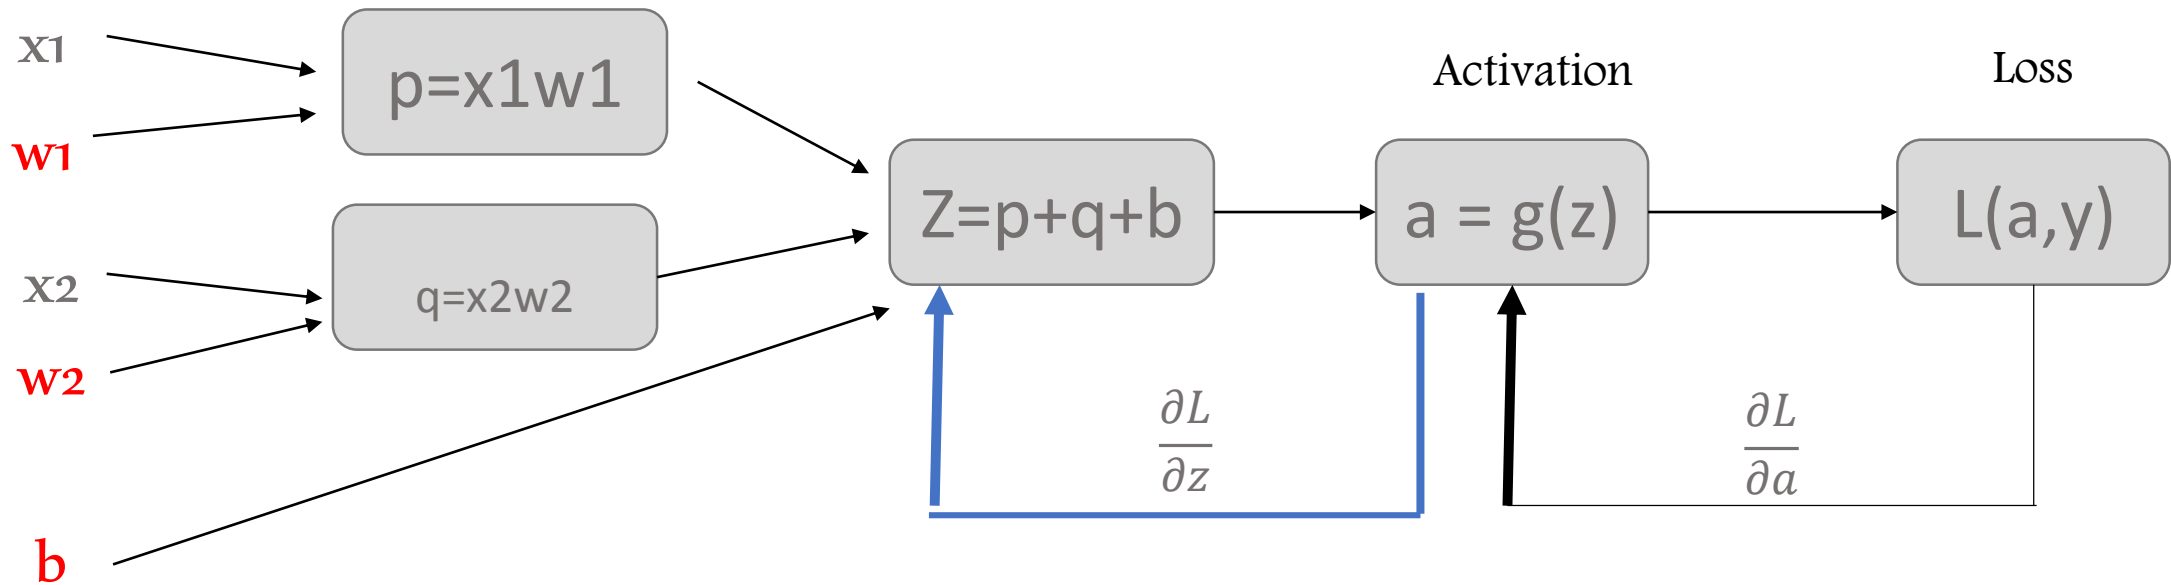 x1
w1
p=x1w1
x2
w2
q=x2w2
b
Z=p+q+b
Activation
a = g(z)
Loss
L(a,y)
∂L
∂z
∂L
∂a